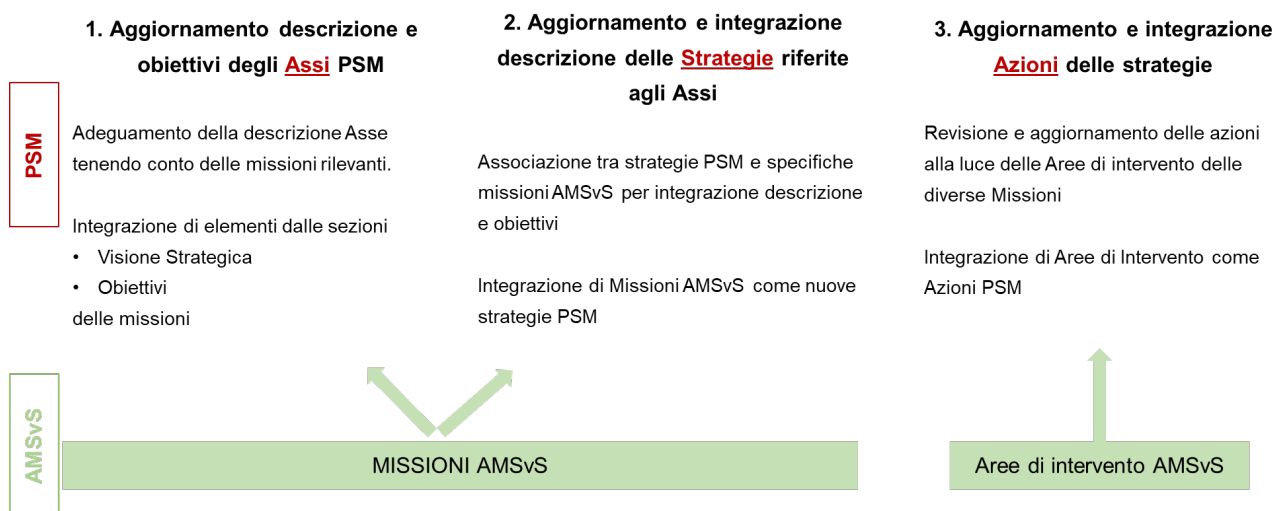 1. Aggiornamento descrizione e
obiettivi degli Assi PSM
2. Aggiornamento e integrazione
descrizione delle Strategie riferite
agli Assi
3. Aggiornamento e integrazione
Azioni delle strategie
PSM
Adeguamento della descrizione Asse
tenendo conto delle missioni rilevanti.
Integrazione di elementi dalle sezioni
• Visione Strategica
• Obiettivi
delle missioni
Associazione tra strategie PSM e specifiche
missioni AMSvS per integrazione descrizione
e obiettivi
Integrazione di Missioni AMSvS come nuove
strategie PSM
Revisione e aggiornamento delle azioni
alla luce delle Aree di intervento delle
diverse Missioni
Integrazione di Aree di Intervento come
Azioni PSM
AMSvS
MISSIONI AMSvS
Aree di intervento AMSvS